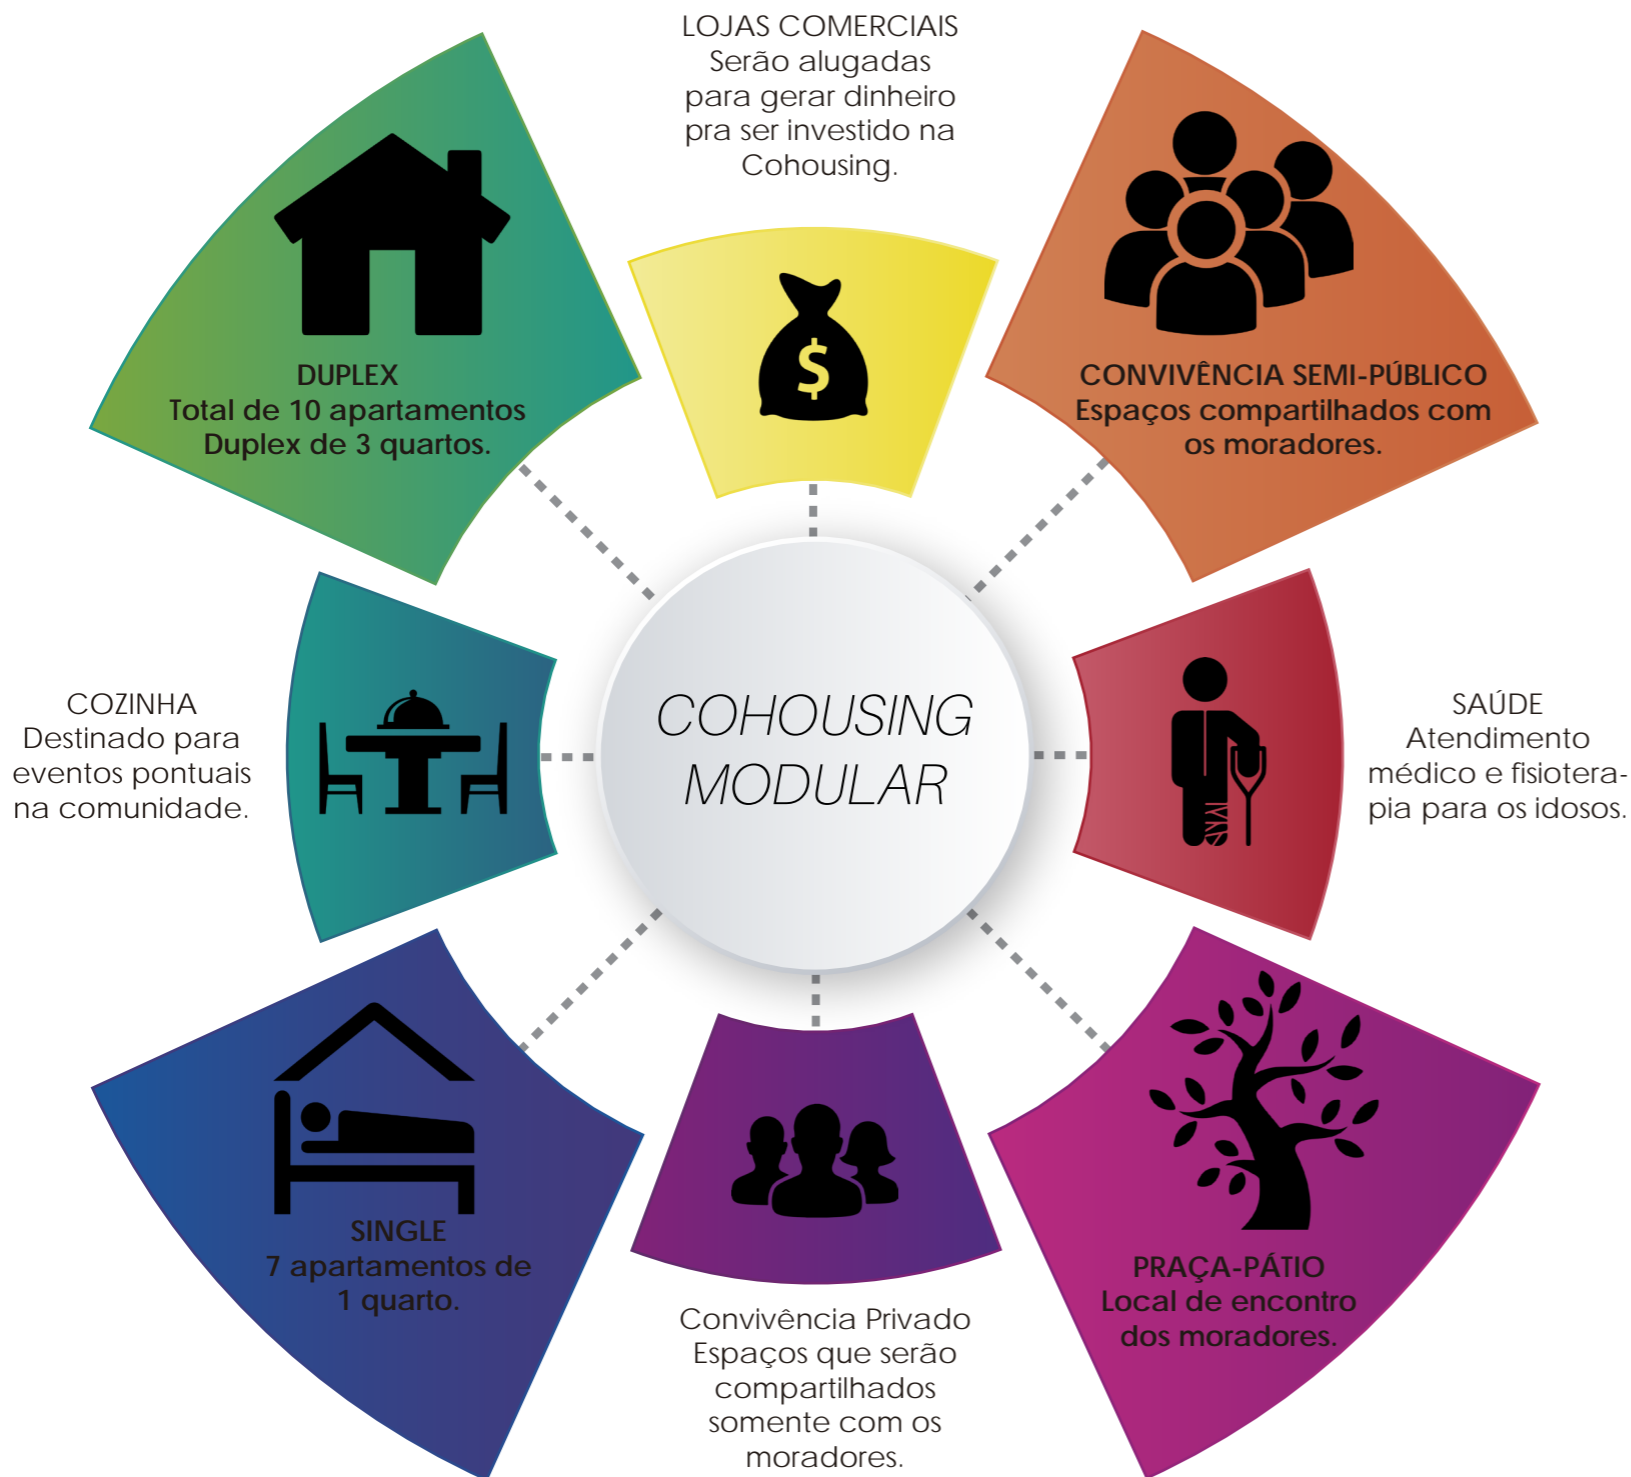 LOJAS COMERCIAIS
Serão alugadas
para gerar dinheiro
pra ser investido na
Cohousing.
$
DUPLEX
Total de 10 apartamentos
Duplex de 3 quartos.
CONVIVÊNCIA SEMI-PÚBLICO
Espaços compartilhados com
os moradores.
COZINHA
Destinado para
eventos pontuais
na comunidade.
COHOUSING
MODULAR
SAÚDE
Atendimento
médico e fisiotera-
pia para os idosos.
SINGLE
7 apartamentos de
1 quarto.
Convivência Privado
Espaços que serão
compartilhados
somente com os
moradores.
PRAÇA-PÁTIO
Local de encontro
dos moradores.